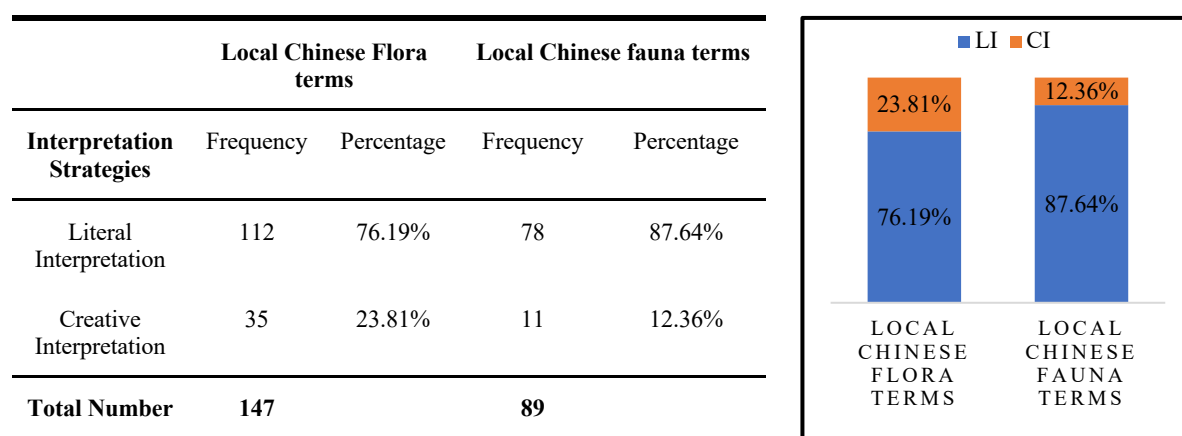 Local Chinese Flora terms Local Chinese fauna terms
Interpretation Strategies Frequency Percentage Frequency Percentage
Literal Interpretation 112 76.19% 78 87.64%
Creative Interpretation 35 23.81% 11 12.36%
Total Number 147 89
LI CI
23.81% 12.36%
76.19% 87.64%
LOCAL CHINESE FLORA TERMS
LOCAL CHINESE FAUNA TERMS